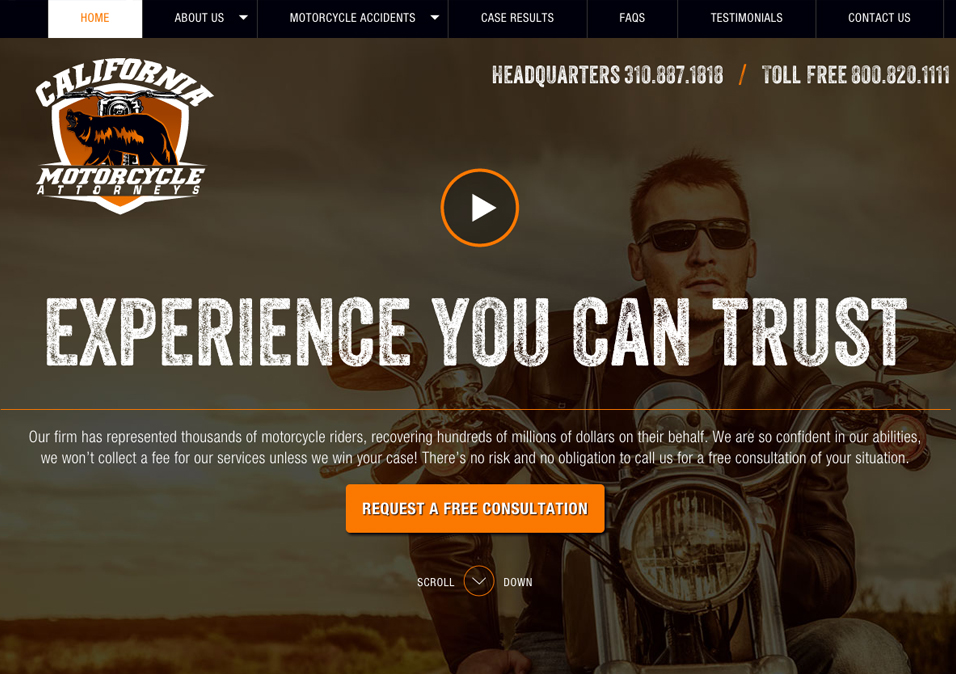 HOME
ABOUT US
MOTORCYCLE ACCIDENTS
CASE RESULTS
FAQS
TESTIMONIALS
CONTACT US
CALIFORNIA
MOTORCYCLE
ATTORNEYS
HEADQUARTERS 310.887.1818 / TOLL FREE 800.820.1111
EXPERIENCE YOU CAN TRUST
Our firm has represented thousands of motorcycle riders, recovering hundreds of millions of dollars on their behalf. We are so confident in our abilities,
we won't collect a fee for our services unless we win your case! There's no risk and no obligation to call us for a free consultation of your situation.
REQUEST A FREE CONSULTATION
SCROLL DOWN